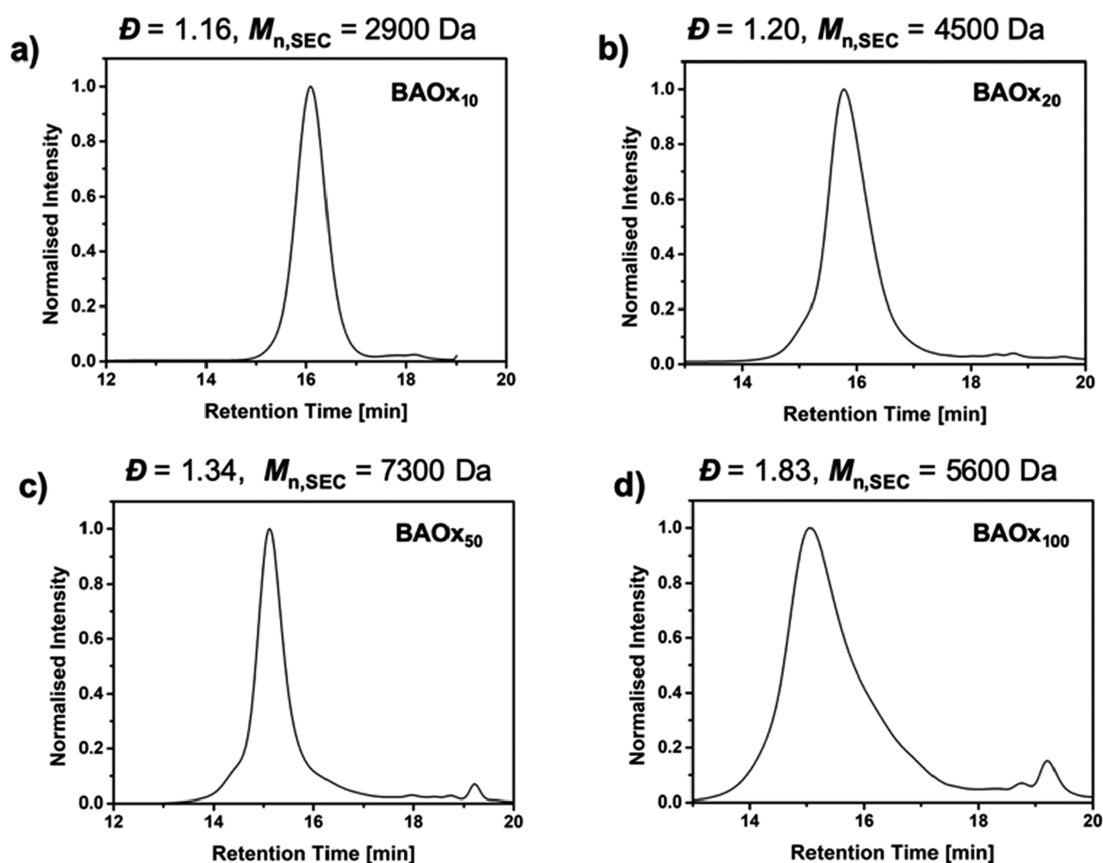 a)
Đ = 1.16, Mn,SEC = 2900 Da
BAOx10
Normalised Intensity
1.0
0.8
0.6
0.4
0.2
0.0
12 14 16 18 20
Retention Time [min]
b)
Đ = 1.20, Mn,SEC = 4500 Da
BAOx20
Normalised Intensity
1.0
0.8
0.6
0.4
0.2
0.0
14 16 18 20
Retention Time [min]
c)
Đ = 1.34, Mn,SEC = 7300 Da
BAOx50
Normalised Intensity
1.0
0.8
0.6
0.4
0.2
0.0
12 14 16 18 20
Retention Time [min]
d)
Đ = 1.83, Mn,SEC = 5600 Da
BAOx100
Normalised Intensity
1.0
0.8
0.6
0.4
0.2
0.0
14 16 18 20
Retention Time [min]